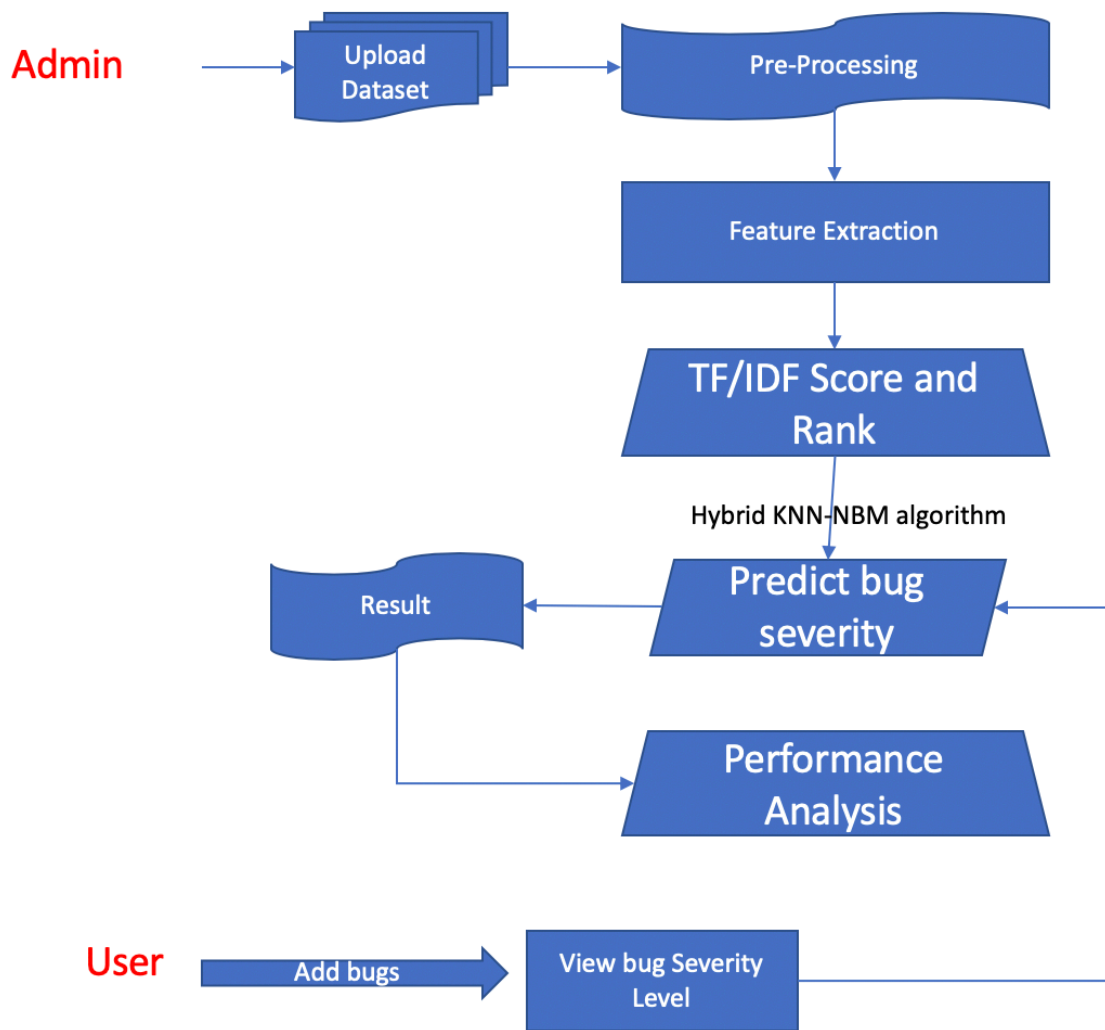 Admin
Upload
Dataset
Pre-Processing
Feature Extraction
TF/IDF Score and
Rank
Hybrid KNN-NBM algorithm
Predict bug
severity
Result
Performance
Analysis
User
Add bugs
View bug Severity
Level